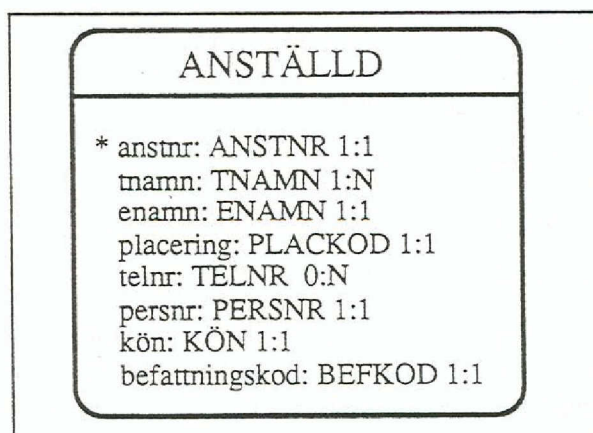 ANSTÄLLD
* anstnr: ANSTNR 1:1
tnamn: TNAMN 1:N
enamn: ENAMN 1:1
placering: PLACKOD 1:1
telnr: TELNR 0:N
persnr: PERSNR 1:1
kön: KÖN 1:1
befattningskod: BEFKOD 1:1